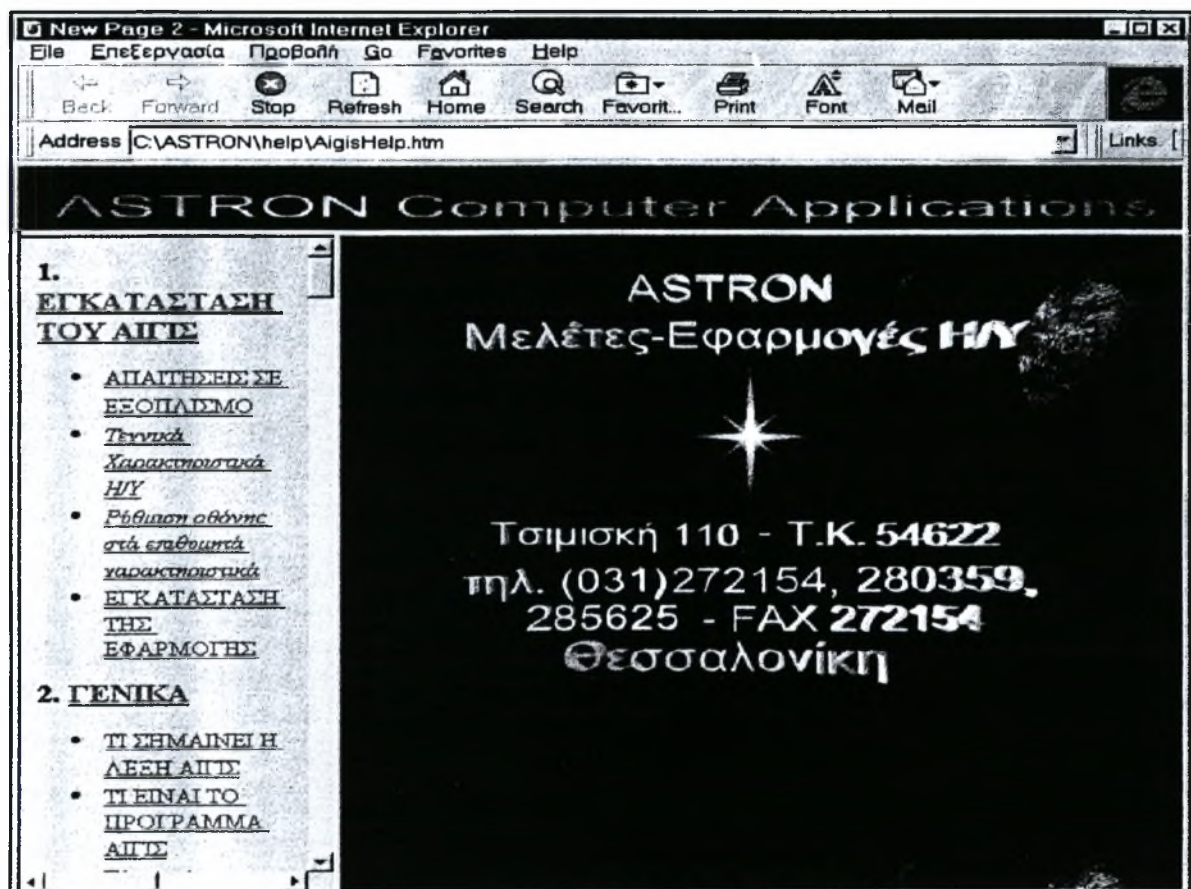 New Page 2 - Microsoft Internet Explorer
File Επεξεργασία Προβολή Go Favorites Help
Back Forward Stop Refresh Home Search Favorit... Print Font Mail
Address C:\ASTRON\help\AigisHelp.htm Links
ASTRON Computer Applications
1.
ΕΓΚΑΤΑΣΤΑΣΗ
ΤΟΥ ΑΙΓΙΣ
• ΑΠΑΙΤΗΣΕΙΣ ΣΕ
ΕΞΟΠΛΙΣΜΟ
• Τεχνικά
Χαρακτηριστικά
Η/Υ
• Ρύθμιση οθόνης
στά επιθυμητά
χαρακτηριστικά
• ΕΓΚΑΤΑΣΤΑΣΗ
ΤΗΣ
ΕΦΑΡΜΟΓΗΣ
2. ΓΕΝΙΚΑ
• ΤΙ ΣΗΜΑΙΝΕΙ Η
ΛΕΞΗ ΑΙΓΙΣ
• ΤΙ ΕΙΝΑΙ ΤΟ
ΠΡΟΓΡΑΜΜΑ
ΑΙΓΙΣ
ASTRON
Μελέτες-Εφαρμογές Η/Υ
Τσιμισκή 110 - Τ.Κ. 54622
τηλ. (031)272154, 280359,
285625 - FAX 272154
Θεσσαλονίκη